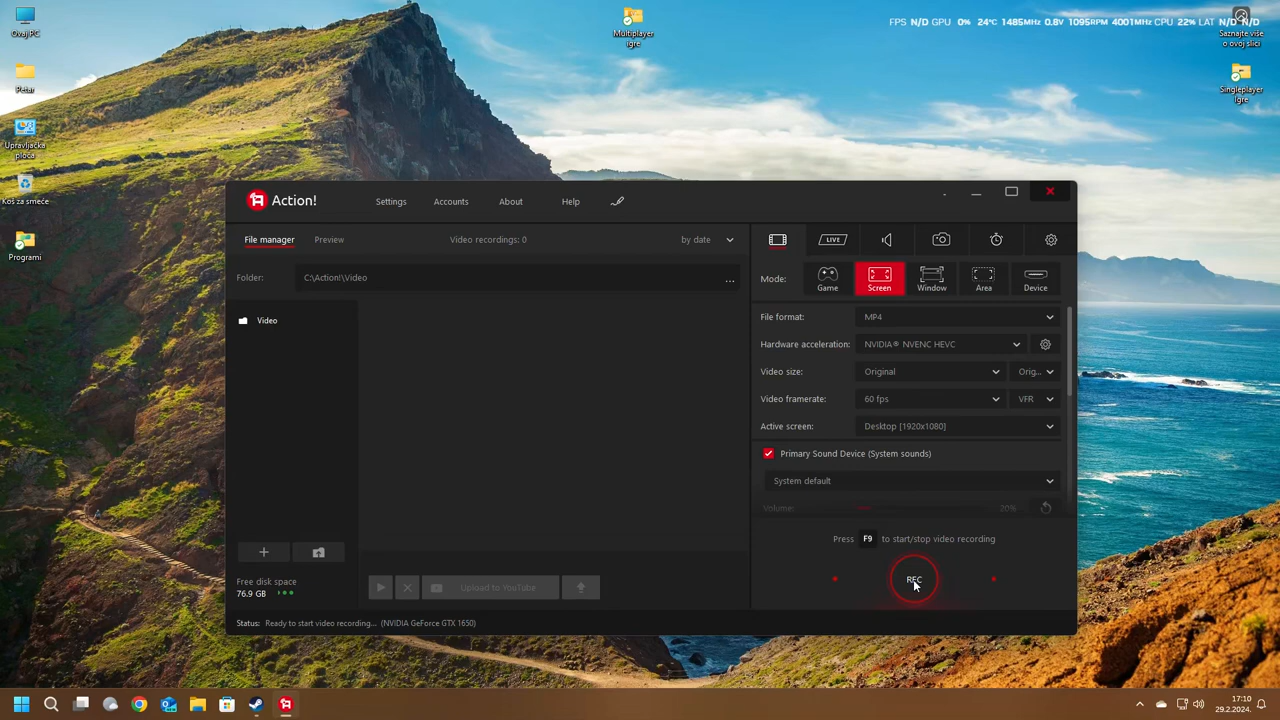 Ovaj PC
Petar
Upravljačka
ploča
Koš za smeće
Programi
Multiplayer
igre
FPS N/D GPU 0% 24°C 1485MHz 0.8V 1095RPM 4001MHz CPU 22% LAT N/D N/D
Saznajte više
o ovoj slici
Singleplayer
igre
Action!
Settings
Accounts
About
Help
File manager
Preview
Video recordings: 0
by date
Folder:
C:\Action!\Video
...
Video
Free disk space
76.9 GB
Upload to YouTube
Status: Ready to start video recording... (NVIDIA GeForce GTX 1650)
LIVE
Mode:
Game
Screen
Window
Area
Device
File format:
MP4
Hardware acceleration:
NVIDIA® NVENC HEVC
Video size:
Original
Orig...
Video framerate:
60 fps
VFR
Active screen:
Desktop [1920x1080]
Primary Sound Device (System sounds)
System default
Volume:
20%
Press F9 to start/stop video recording
REC
17:10
29.2.2024.